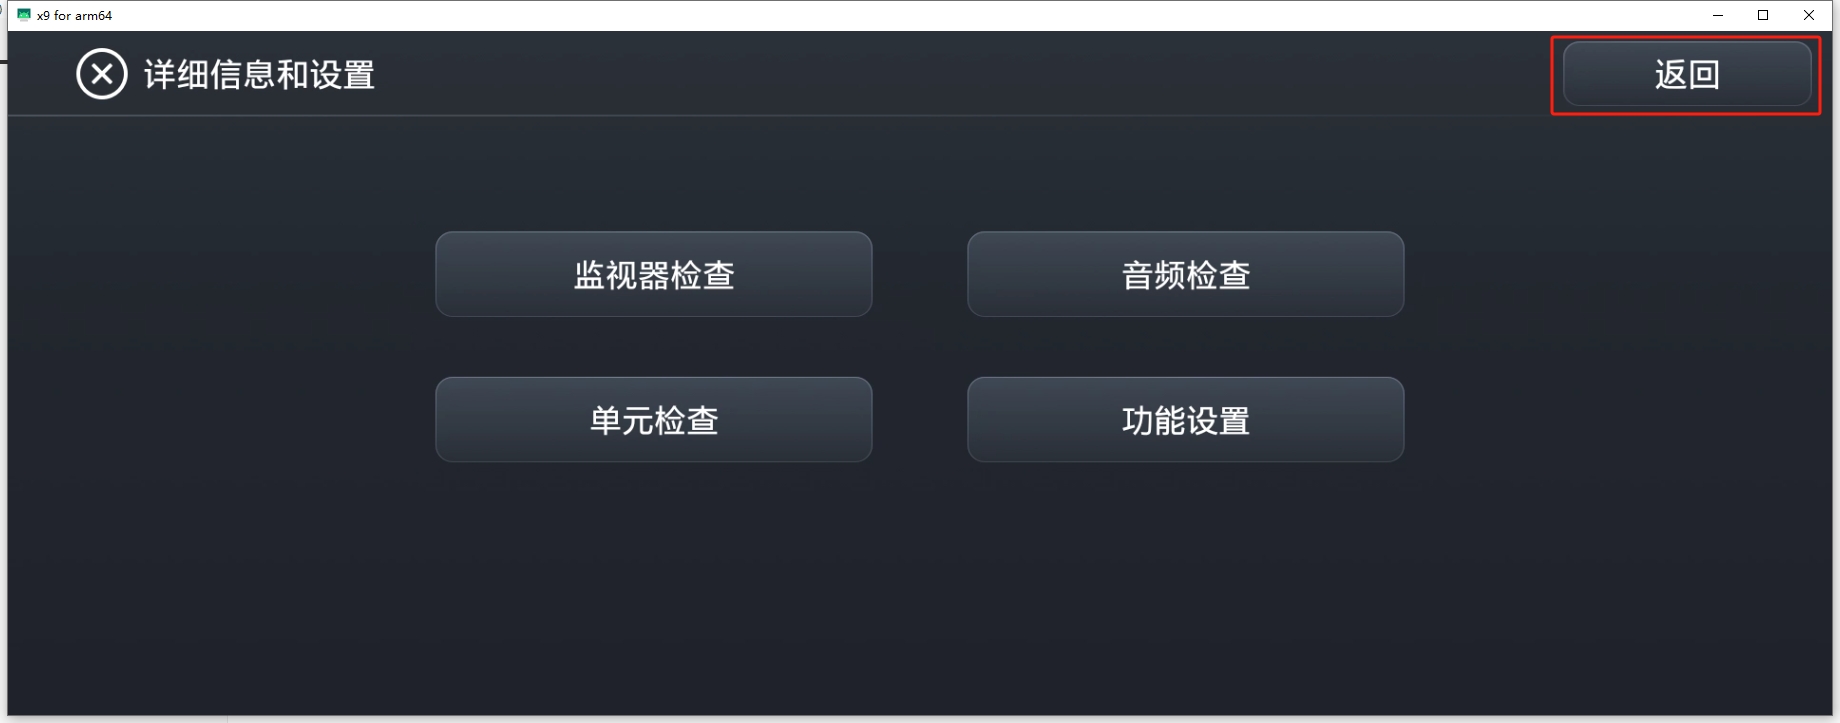 x9 for arm64
详细信息和设置
返回
监视器检查
音频检查
单元检查
功能设置